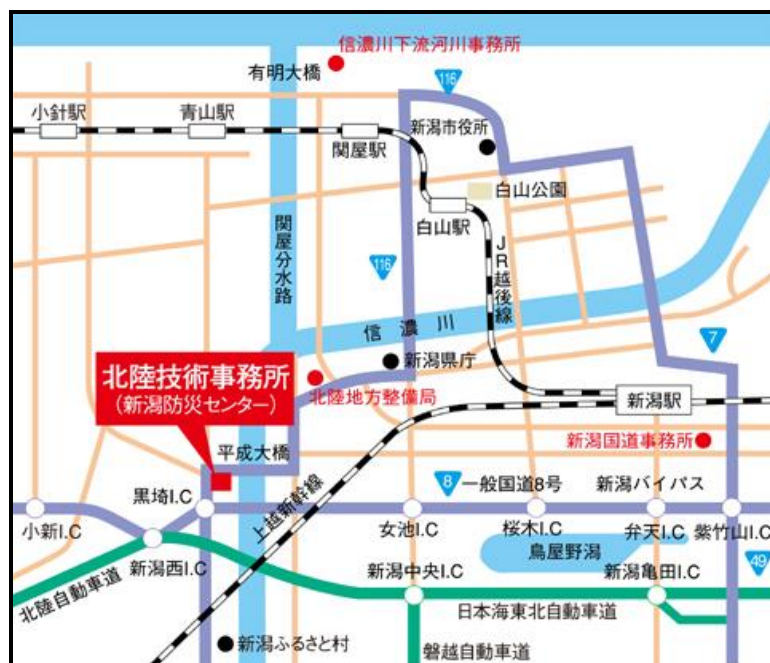 信濃川下流河川事務所
有明大橋
116
小針駅
青山駅
新潟市役所
関屋駅
白山公園
白山駅
関屋分水路
JR越後線
116
信濃川
7
新潟県庁
北陸技術事務所
(新潟防災センター)
北陸地方整備局
新潟駅
新潟国道事務所
平成大橋
8
一般国道8号
新潟バイパス
黒埼I.C
上越新幹線
小新I.C
女池I.C
桜木I.C
弁天I.C
紫竹山I.C
鳥屋野潟
新潟西I.C
新潟中央I.C
新潟亀田I.C
49
北陸自動車道
日本海東北自動車道
新潟ふるさと村
磐越自動車道